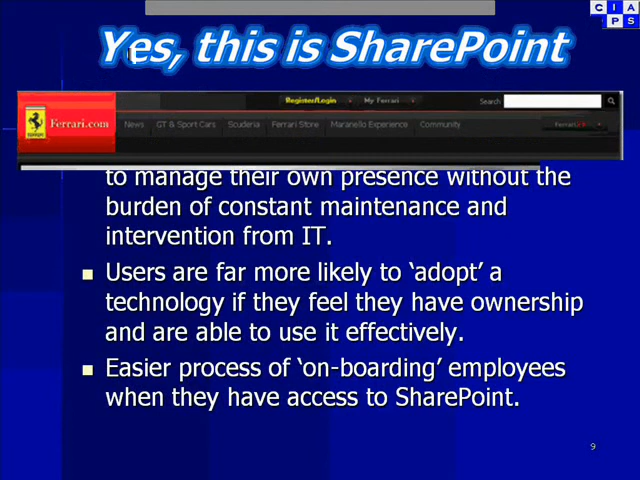 C I A
P S
Yes, this is SharePoint
Register/Login My Ferrari Search
Ferrari.com News GT & Sport Cars Scuderia Ferrari Store Maranello Experience Community
to manage their own presence without the
burden of constant maintenance and
intervention from IT.
Users are far more likely to ‘adopt’ a
technology if they feel they have ownership
and are able to use it effectively.
Easier process of ‘on-boarding’ employees
when they have access to SharePoint.
9